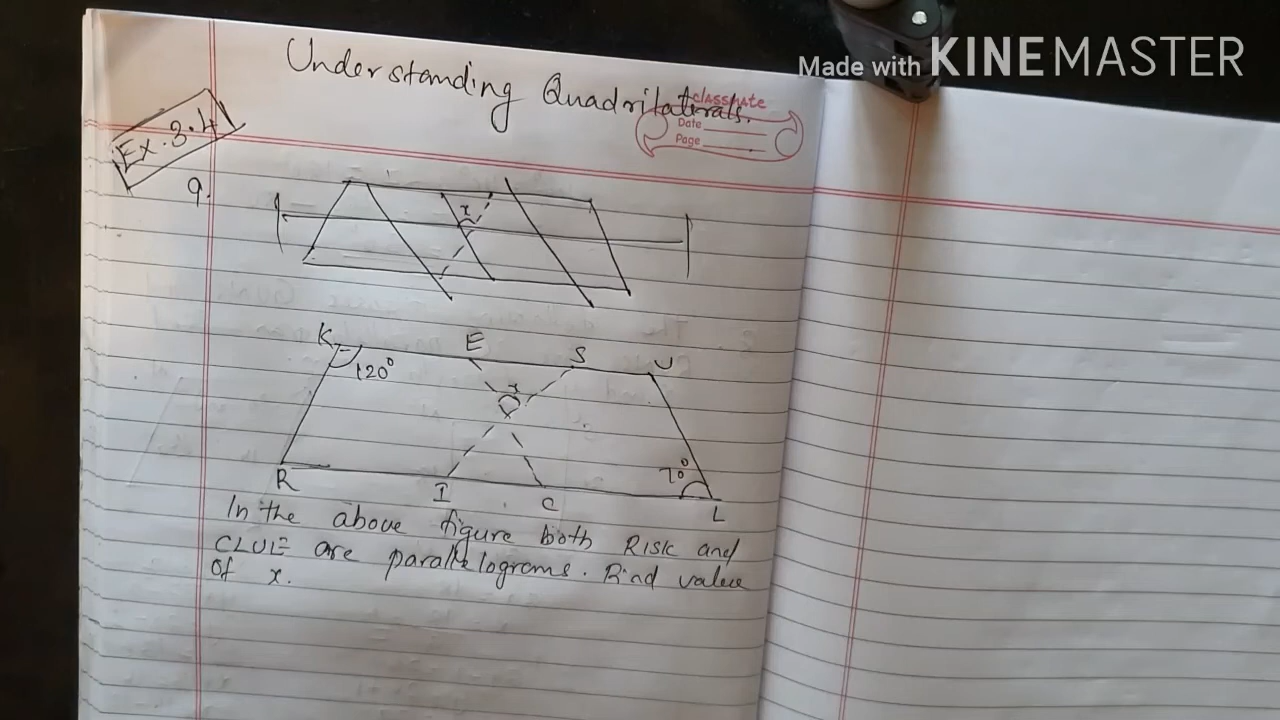 Made with KINEMASTER
Understanding Quadrilaterals.
classmate
Date
Page
Ex. 3.4
9.
x
K E S U
120°
x
70°
R I C L
In the above figure both RISK and
CLUE are parallelograms. Find value
of x.